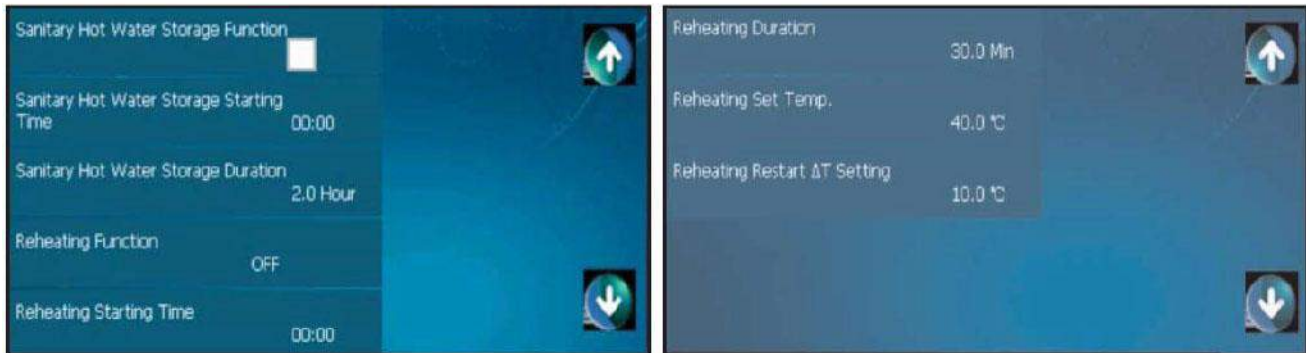 Sanitary Hot Water Storage Function
Sanitary Hot Water Storage Starting
Time
00:00
Sanitary Hot Water Storage Duration
2.0 Hour
Reheating Function
OFF
Reheating Starting Time
00:00
Reheating Duration
30.0 Min
Reheating Set Temp.
40.0 ℃
Reheating Restart ΔT Setting
10.0 ℃